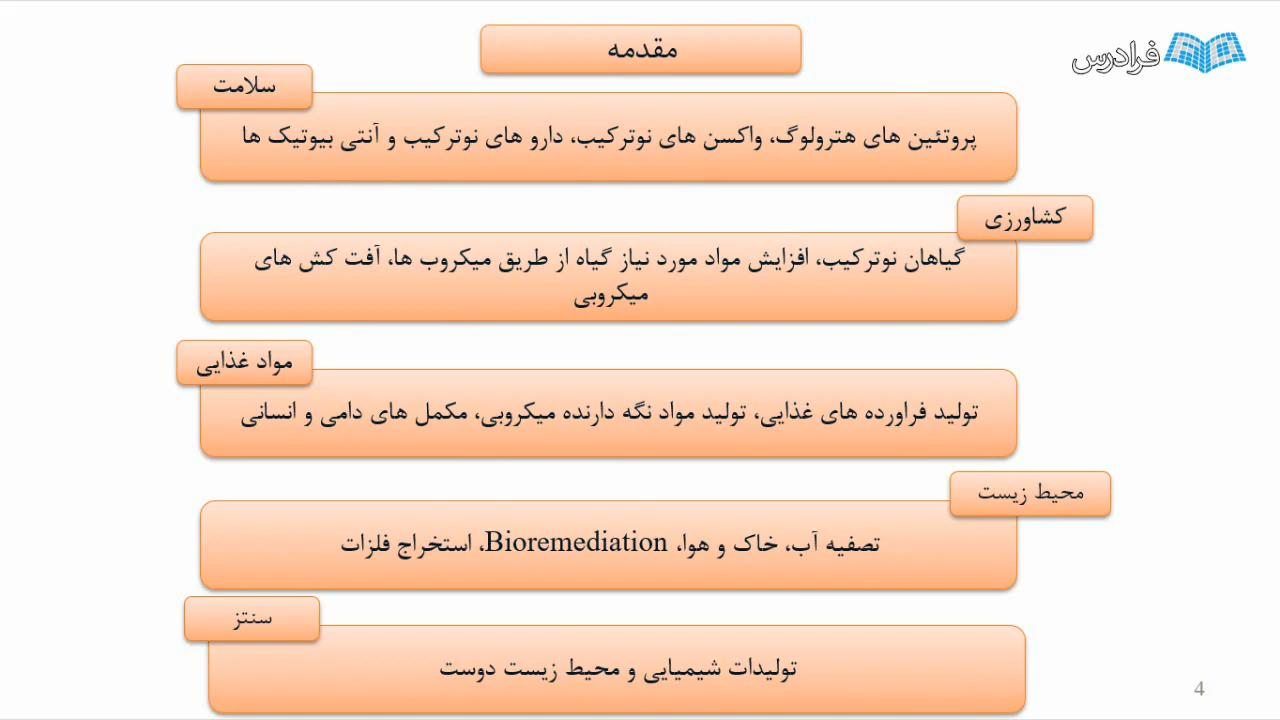 فرادرس
مقدمه
سلامت
پروتئین های هترولوگ، واکسن های نوترکیب، دارو های نوترکیب و آنتی بیوتیک ها
کشاورزی
گیاهان نوترکیب، افزایش مواد مورد نیاز گیاه از طریق میکروب ها، آفت کش های
میکروبی
مواد غذایی
تولید فراورده های غذایی، تولید مواد نگه دارنده میکروبی، مکمل های دامی و انسانی
محیط زیست
تصفیه آب، خاک و هوا، Bioremediation، استخراج فلزات
سنتز
تولیدات شیمیایی و محیط زیست دوست
4